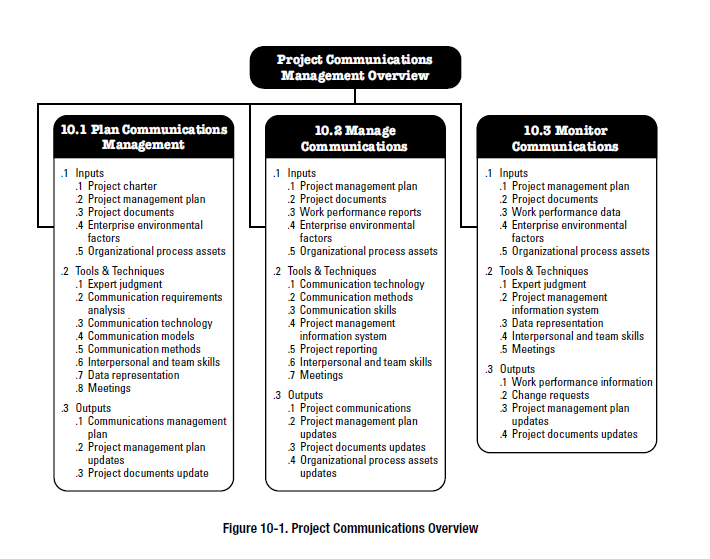 Project Communications
Management Overview
10.1 Plan Communications
Management
.1 Inputs
.1 Project charter
.2 Project management plan
.3 Project documents
.4 Enterprise environmental
factors
.5 Organizational process assets
.2 Tools & Techniques
.1 Expert judgment
.2 Communication requirements
analysis
.3 Communication technology
.4 Communication models
.5 Communication methods
.6 Interpersonal and team skills
.7 Data representation
.8 Meetings
.3 Outputs
.1 Communications management
plan
.2 Project management plan
updates
.3 Project documents update
10.2 Manage
Communications
.1 Inputs
.1 Project management plan
.2 Project documents
.3 Work performance reports
.4 Enterprise environmental
factors
.5 Organizational process assets
.2 Tools & Techniques
.1 Communication technology
.2 Communication methods
.3 Communication skills
.4 Project management
information system
.5 Project reporting
.6 Interpersonal and team skills
.7 Meetings
.3 Outputs
.1 Project communications
.2 Project management plan
updates
.3 Project documents updates
.4 Organizational process assets
updates
10.3 Monitor
Communications
.1 Inputs
.1 Project management plan
.2 Project documents
.3 Work performance data
.4 Enterprise environmental
factors
.5 Organizational process assets
.2 Tools & Techniques
.1 Expert judgment
.2 Project management
information system
.3 Data representation
.4 Interpersonal and team skills
.5 Meetings
.3 Outputs
.1 Work performance information
.2 Change requests
.3 Project management plan
updates
.4 Project documents updates
Figure 10-1. Project Communications Overview